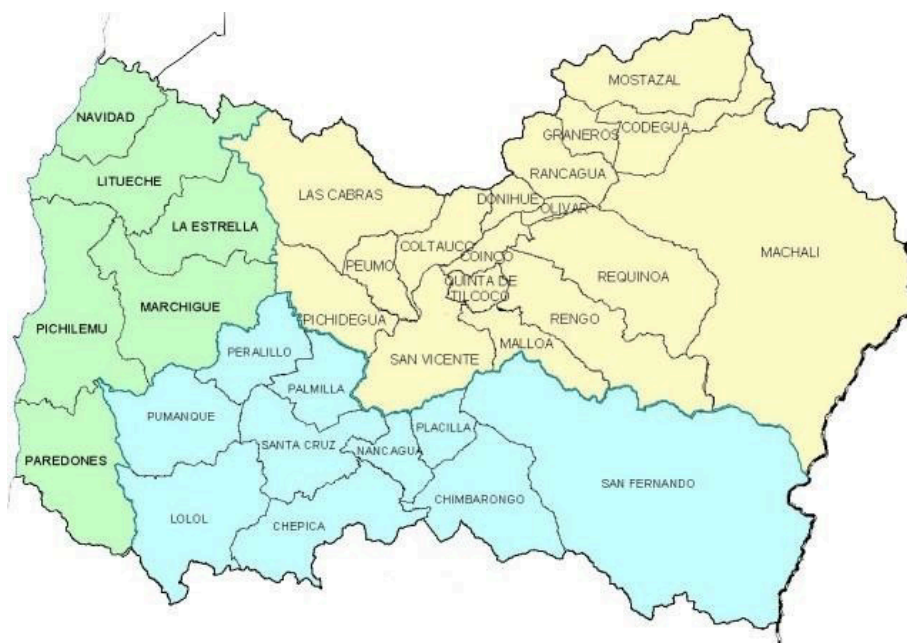 MOSTAZAL
NAVIDAD
GRANEROS
CODEGUA
RANCAGUA
LITUECHE
LAS CABRAS
DONIHUE
OLIVAR
LA ESTRELLA
COLTAUCO
MACHALI
COINCO
PEUMO
REQUINOA
QUINTA DE
TILCOCO
MARCHIGUE
PICHIDEGUA
RENGO
PICHILEMU
MALLOA
PERALILLO
SAN VICENTE
PALMILLA
PUMANQUE
PLACILLA
SANTA CRUZ
NANCAGUA
PAREDONES
SAN FERNANDO
CHIMBARONGO
LOLOL
CHEPICA